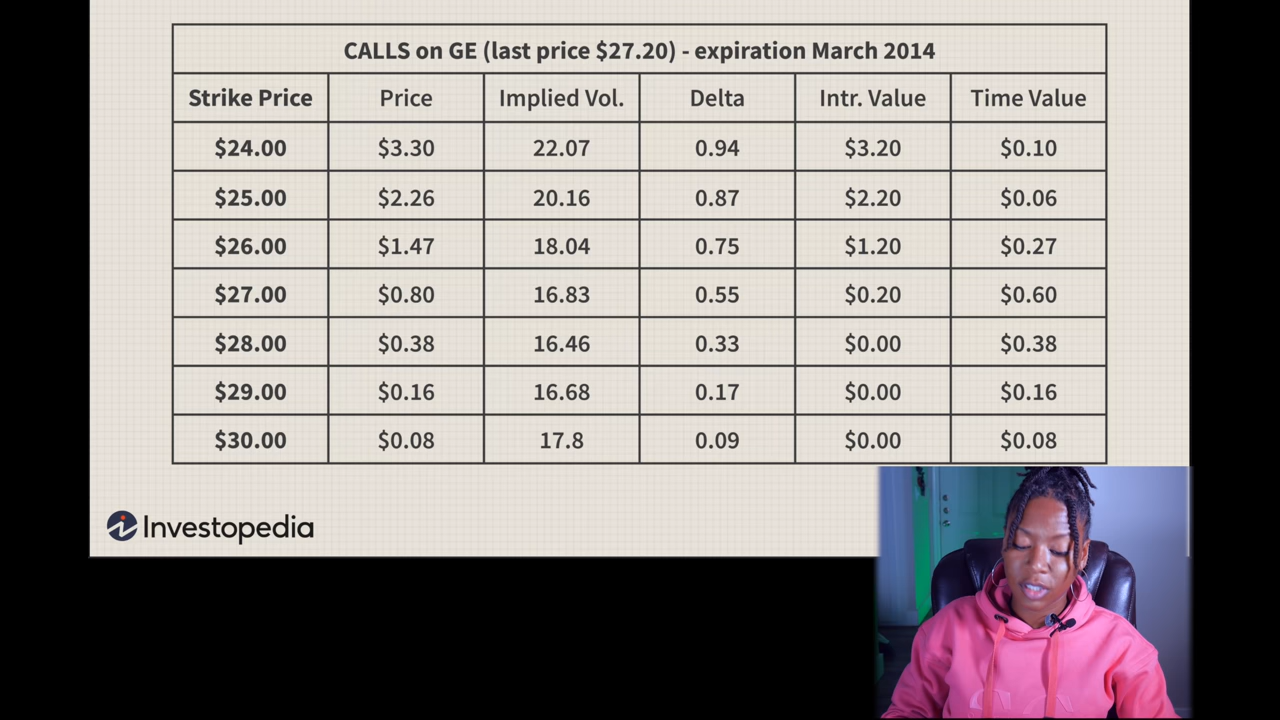 CALLS on GE (last price $27.20) - expiration March 2014
Strike Price Price Implied Vol. Delta Intr. Value Time Value
$24.00 $3.30 22.07 0.94 $3.20 $0.10
$25.00 $2.26 20.16 0.87 $2.20 $0.06
$26.00 $1.47 18.04 0.75 $1.20 $0.27
$27.00 $0.80 16.83 0.55 $0.20 $0.60
$28.00 $0.38 16.46 0.33 $0.00 $0.38
$29.00 $0.16 16.68 0.17 $0.00 $0.16
$30.00 $0.08 17.8 0.09 $0.00 $0.08
Investopedia